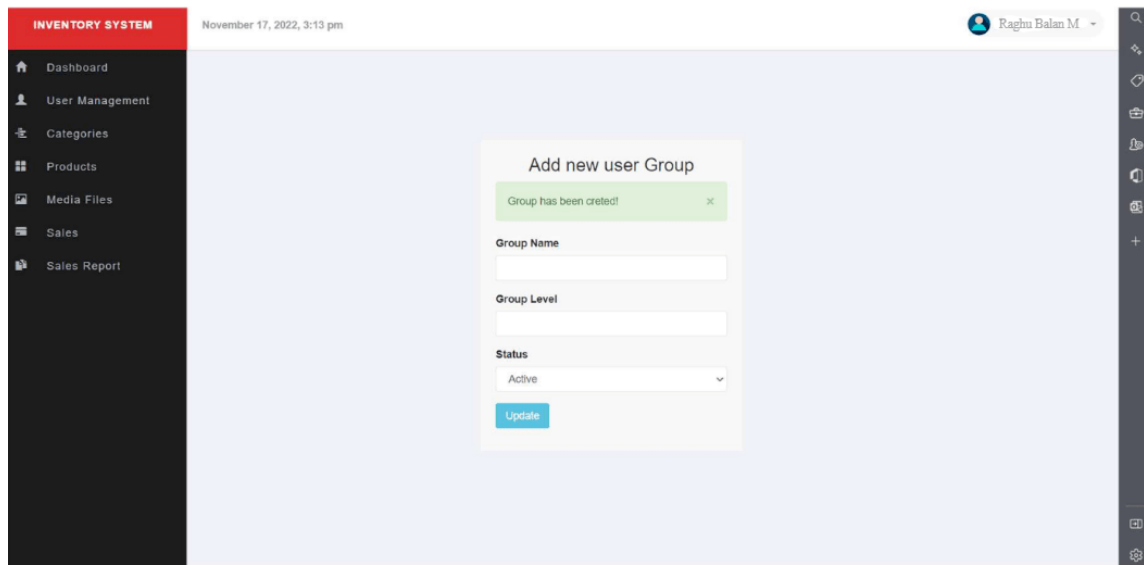 INVENTORY SYSTEM
November 17, 2022, 3:13 pm
Raghu Balan M
Dashboard
User Management
Categories
Products
Media Files
Sales
Sales Report
Add new user Group
Group has been creted!
×
Group Name
Group Level
Status
Active
Update